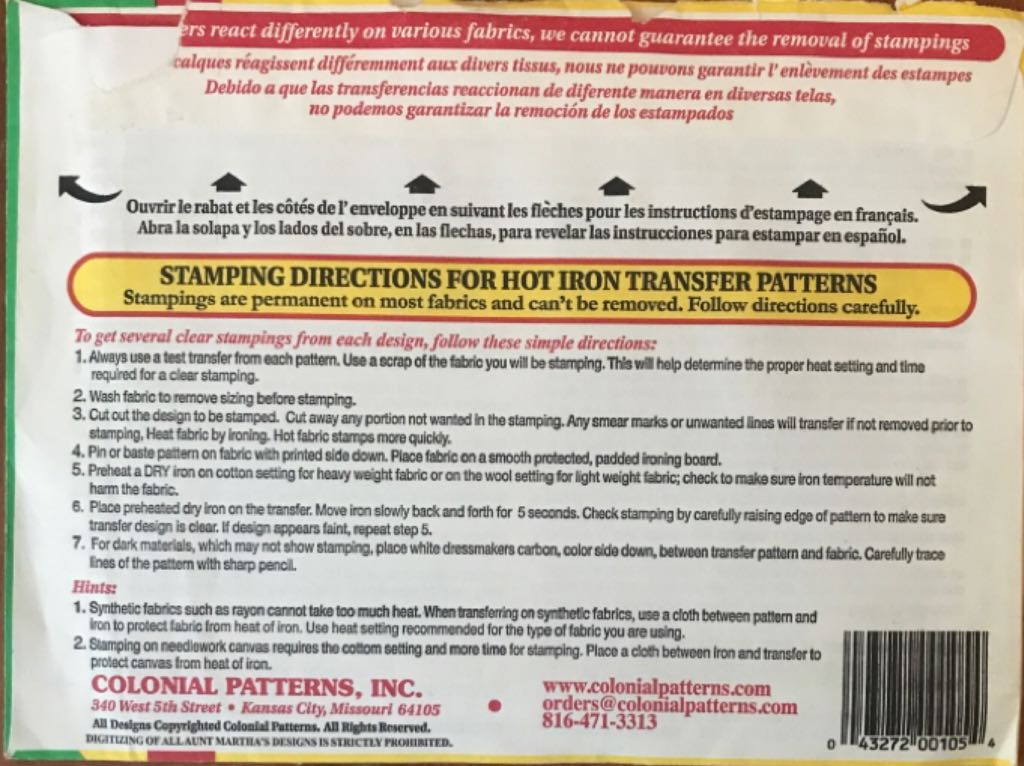 ers react differently on various fabrics, we cannot guarantee the removal of stampings
calques réagissent différemment aux divers tissus, nous ne pouvons garantir l' enlèvement des estampes
Debido a que las transferencias reaccionan de diferente manera en diversas telas,
no podemos garantizar la remoción de los estampados
Ouvrir le rabat et les côtés de l' enveloppe en suivant les flèches pour les instructions d'estampage en français.
Abra la solapa y los lados del sobre, en las flechas, para revelar las instrucciones para estampar en español.
STAMPING DIRECTIONS FOR HOT IRON TRANSFER PATTERNS
Stampings are permanent on most fabrics and can't be removed. Follow directions carefully.
To get several clear stampings from each design, follow these simple directions:
1. Always use a test transfer from each pattern. Use a scrap of the fabric you will be stamping. This will help determine the proper heat setting and time
required for a clear stamping.
2. Wash fabric to remove sizing before stamping.
3. Cut out the design to be stamped. Cut away any portion not wanted in the stamping. Any smear marks or unwanted lines will transfer if not removed prior to
stamping, Heat fabric by ironing. Hot fabric stamps more quickly.
4. Pin or baste pattern on fabric with printed side down. Place fabric on a smooth protected, padded ironing board.
5. Preheat a DRY iron on cotton setting for heavy weight fabric or on the wool setting for light weight fabric; check to make sure iron temperature will not
harm the fabric.
6. Place preheated dry iron on the transfer. Move iron slowly back and forth for 5 seconds. Check stamping by carefully raising edge of pattern to make sure
transfer design is clear. If design appears faint, repeat step 5.
7. For dark materials, which may not show stamping, place white dressmakers carbon, color side down, between transfer pattern and fabric. Carefully trace
lines of the pattern with sharp pencil.
Hints:
1. Synthetic fabrics such as rayon cannot take too much heat. When transferring on synthetic fabrics, use a cloth between pattern and
iron to protect fabric from heat of iron. Use heat setting recommended for the type of fabric you are using.
2. Stamping on needlework canvas requires the cottom setting and more time for stamping. Place a cloth between iron and transfer to
protect canvas from heat of iron.
COLONIAL PATTERNS, INC.
340 West 5th Street • Kansas City, Missouri 64105
All Designs Copyrighted Colonial Patterns. All Rights Reserved.
DIGITIZING OF ALL AUNT MARTHA'S DESIGNS IS STRICTLY PROHIBITED.
www.colonialpatterns.com
orders@colonialpatterns.com
816-471-3313
0 43272 00105 4